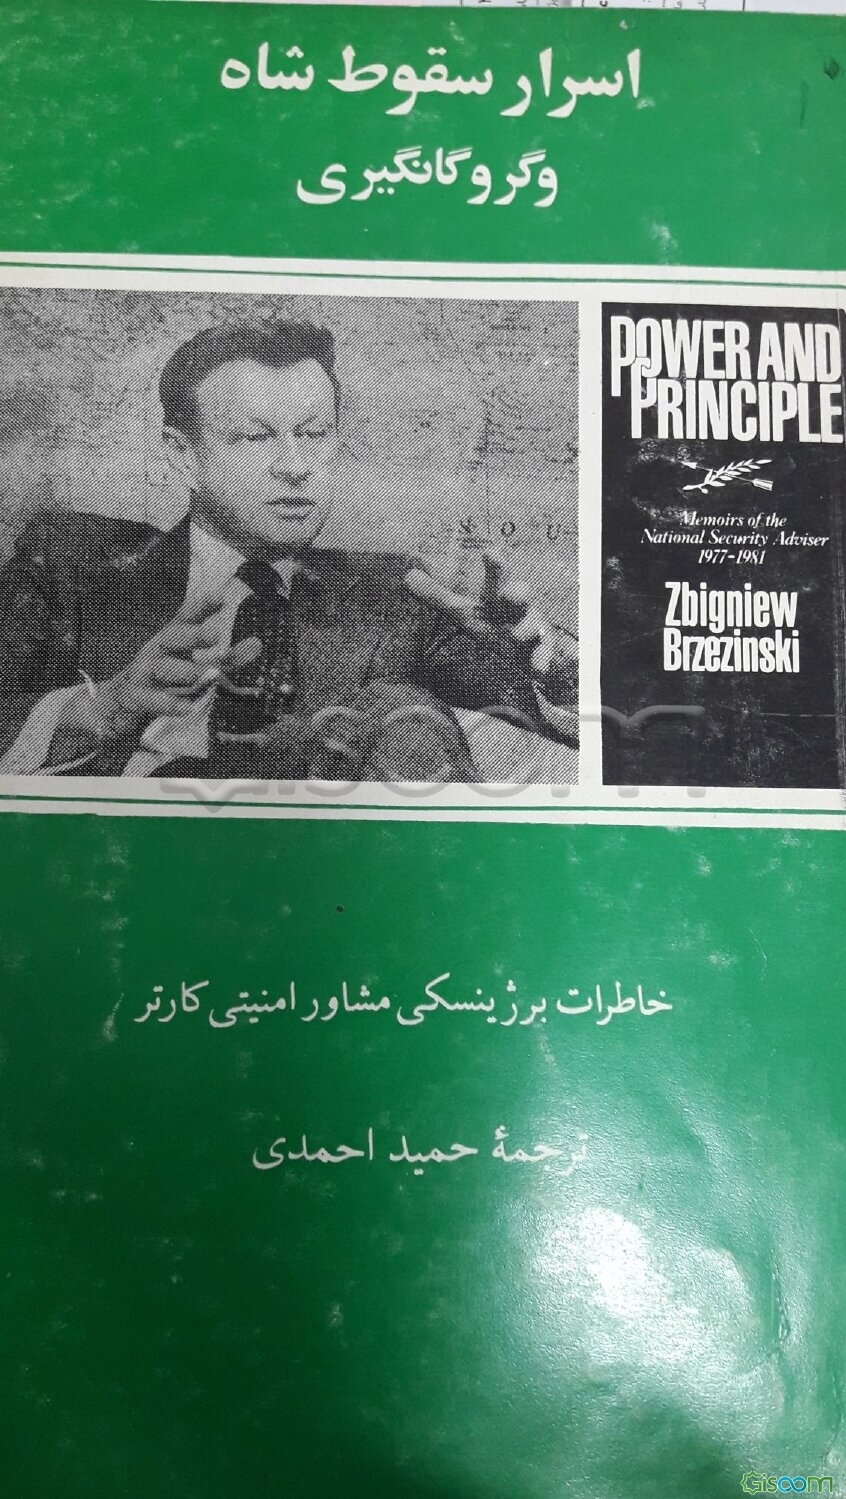 اسرار سقوط شاه
وگروگانگیری
POWER AND
PRINCIPLE
Memoirs of the
National Security Adviser
1977-1981
Zbigniew
Brzezinski
S O U
Gisoom
خاطرات برژینسکی مشاور امنیتی کارتر
ترجمهٔ حمید احمدی
Gisoom